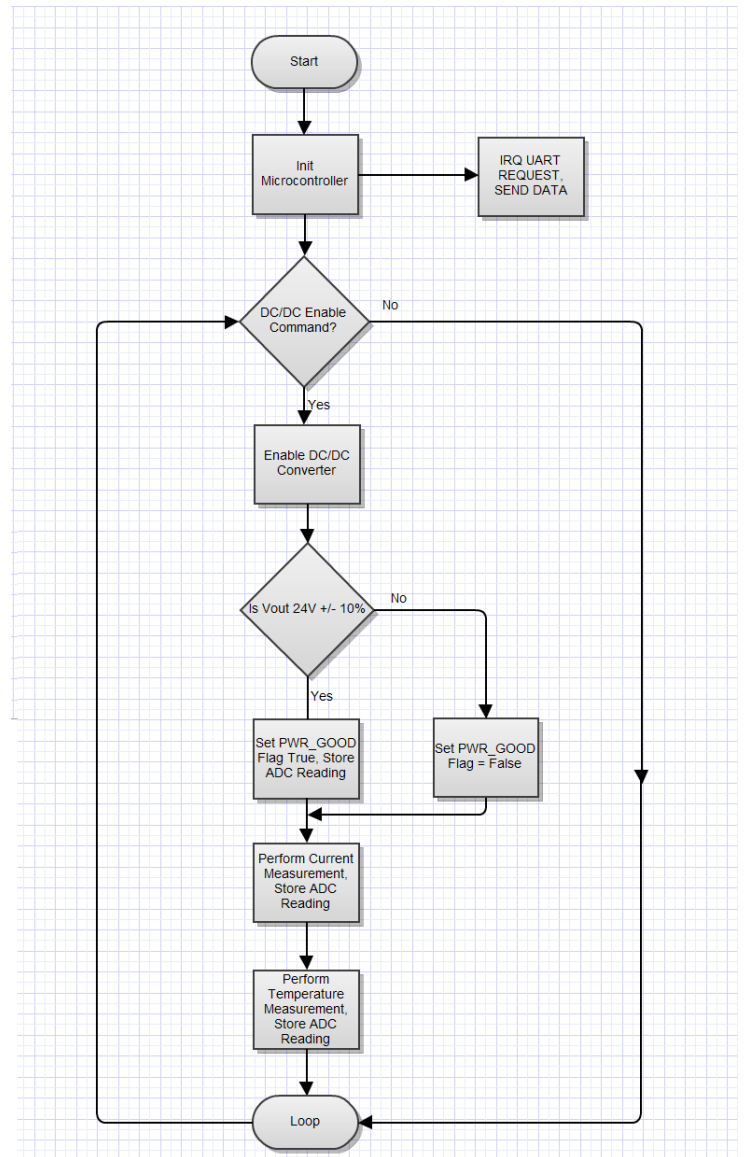 Start
Init
Microcontroller
IRQ UART
REQUEST,
SEND DATA
DC/DC Enable
Command?
No
Yes
Enable DC/DC
Converter
Is Vout 24V +/- 10%
No
Yes
Set PWR_GOOD
Flag True, Store
ADC Reading
Set PWR_GOOD
Flag = False
Perform Current
Measurement,
Store ADC
Reading
Perform
Temperature
Measurement,
Store ADC
Reading
Loop